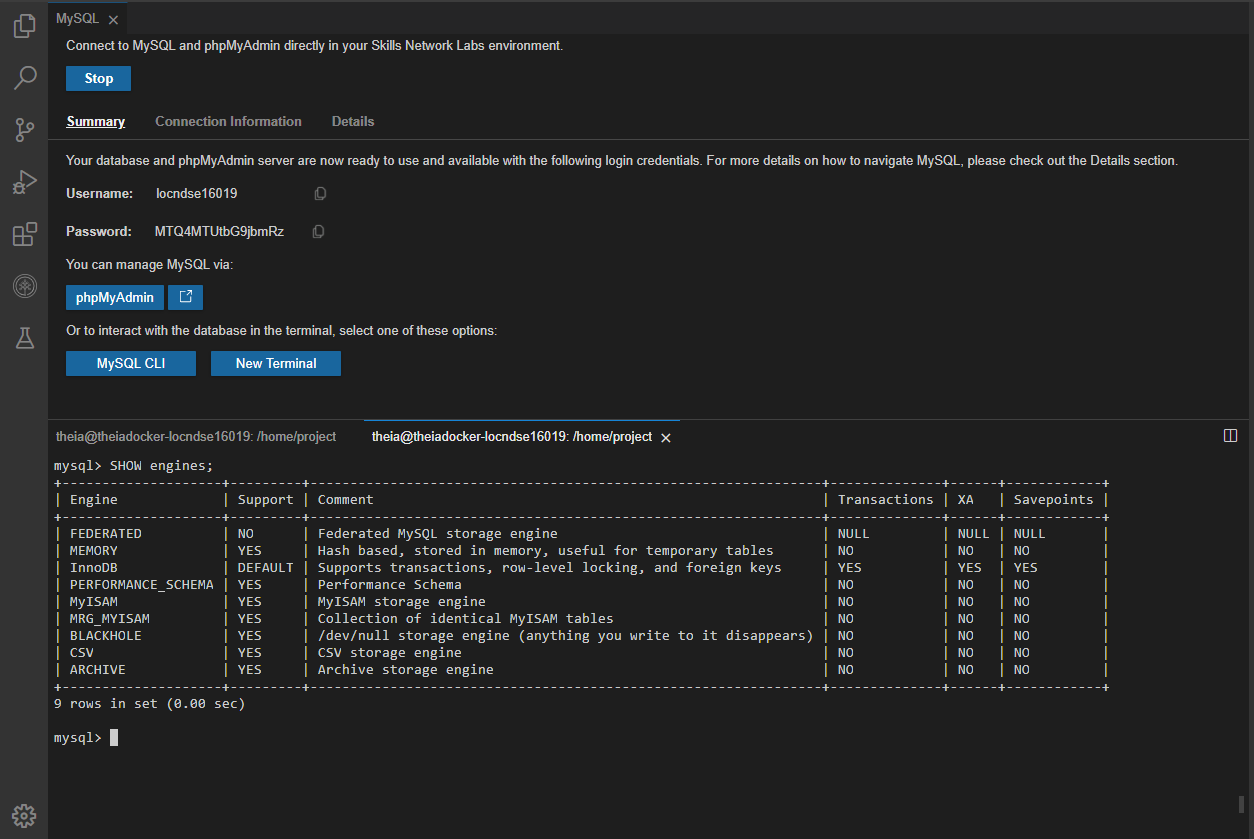 MySQL
Connect to MySQL and phpMyAdmin directly in your Skills Network Labs environment.
Stop
Summary Connection Information Details
Your database and phpMyAdmin server are now ready to use and available with the following login credentials. For more details on how to navigate MySQL, please check out the Details section.
Username: locndse16019
Password: MTQ4MTUtbG9jbmRz
You can manage MySQL via:
phpMyAdmin
Or to interact with the database in the terminal, select one of these options:
MySQL CLI New Terminal
theia@theiadocker-locndse16019: /home/project theia@theiadocker-locndse16019: /home/project
mysql> SHOW engines;
+--------------------+---------+----------------------------------------------------------------+--------------+------+------------+
| Engine             | Support | Comment                                                        | Transactions | XA   | Savepoints |
+--------------------+---------+----------------------------------------------------------------+--------------+------+------------+
| FEDERATED          | NO      | Federated MySQL storage engine                                 | NULL         | NULL | NULL       |
| MEMORY             | YES     | Hash based, stored in memory, useful for temporary tables      | NO           | NO   | NO         |
| InnoDB             | DEFAULT | Supports transactions, row-level locking, and foreign keys     | YES          | YES  | YES        |
| PERFORMANCE_SCHEMA | YES     | Performance Schema                                             | NO           | NO   | NO         |
| MyISAM             | YES     | MyISAM storage engine                                          | NO           | NO   | NO         |
| MRG_MYISAM         | YES     | Collection of identical MyISAM tables                          | NO           | NO   | NO         |
| BLACKHOLE          | YES     | /dev/null storage engine (anything you write to it disappears) | NO           | NO   | NO         |
| CSV                | YES     | CSV storage engine                                             | NO           | NO   | NO         |
| ARCHIVE            | YES     | Archive storage engine                                         | NO           | NO   | NO         |
+--------------------+---------+----------------------------------------------------------------+--------------+------+------------+
9 rows in set (0.00 sec)
mysql>